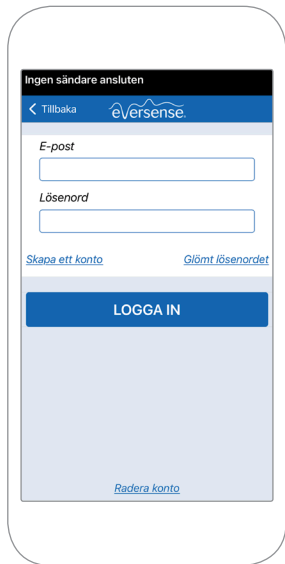 Ingen sändare ansluten
Tillbaka
eversense.
E-post
Lösenord
Skapa ett konto
Glömt lösenordet
LOGGA IN
Radera konto